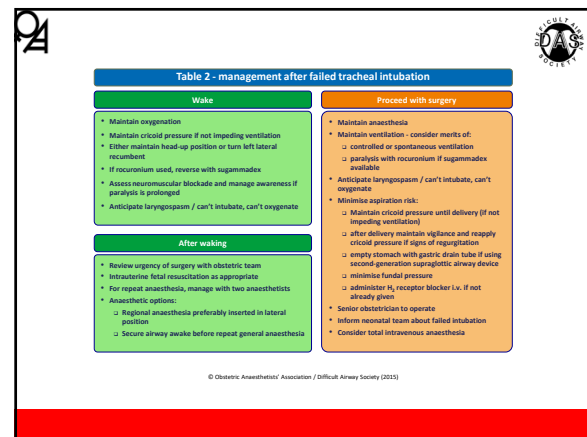 OAA
DIFFICULT AIRWAY
DAS
SOCIETY
Table 2 - management after failed tracheal intubation
Wake
• Maintain oxygenation
• Maintain cricoid pressure if not impeding ventilation
• Either maintain head-up position or turn left lateral
recumbent
• If rocuronium used, reverse with sugammadex
• Assess neuromuscular blockade and manage awareness if
paralysis is prolonged
• Anticipate laryngospasm / can't intubate, can't oxygenate
After waking
• Review urgency of surgery with obstetric team
• Intrauterine fetal resuscitation as appropriate
• For repeat anaesthesia, manage with two anaesthetists
• Anaesthetic options:
❑ Regional anaesthesia preferably inserted in lateral
position
❑ Secure airway awake before repeat general anaesthesia
Proceed with surgery
• Maintain anaesthesia
• Maintain ventilation - consider merits of:
❑ controlled or spontaneous ventilation
❑ paralysis with rocuronium if sugammadex
available
• Anticipate laryngospasm / can't intubate, can't
oxygenate
• Minimise aspiration risk:
❑ Maintain cricoid pressure until delivery (if not
impeding ventilation)
❑ after delivery maintain vigilance and reapply
cricoid pressure if signs of regurgitation
❑ empty stomach with gastric drain tube if using
second-generation supraglottic airway device
❑ minimise fundal pressure
❑ administer H₂ receptor blocker i.v. if not
already given
• Senior obstetrician to operate
• Inform neonatal team about failed intubation
• Consider total intravenous anaesthesia
© Obstetric Anaesthetists' Association / Difficult Airway Society (2015)